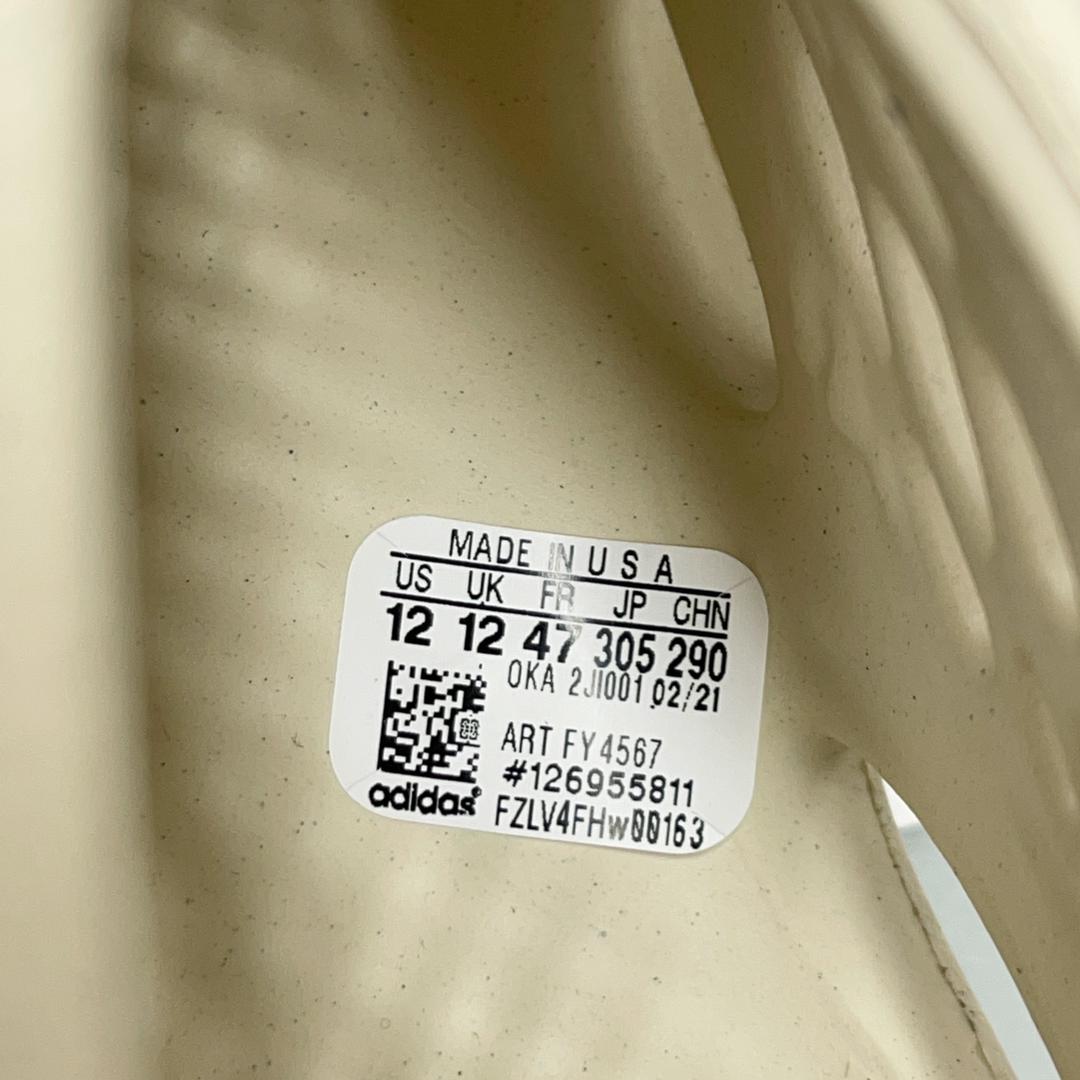 MADE IN U S A
US UK FR JP CHN
12 12 47 305 290
OKA 2JI001 02/21
ART FY4567
#126955811
adidas®
FZLV4FHw00163